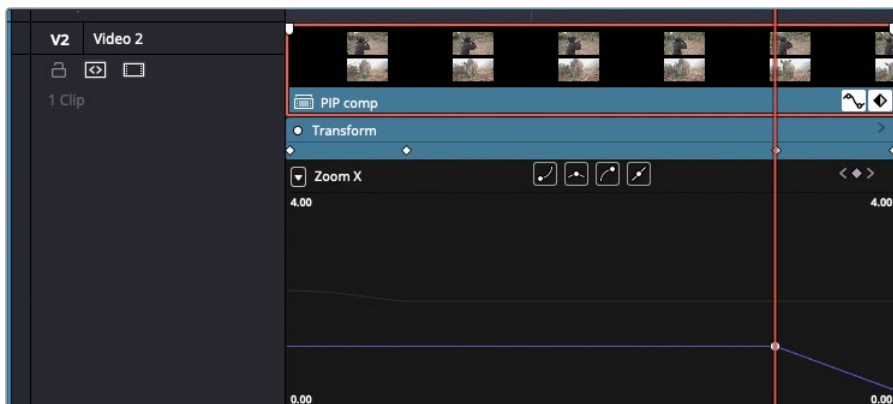 V2 Video 2
1 Clip
PIP comp
Transform
Zoom X
4.00 4.00
0.00 0.00